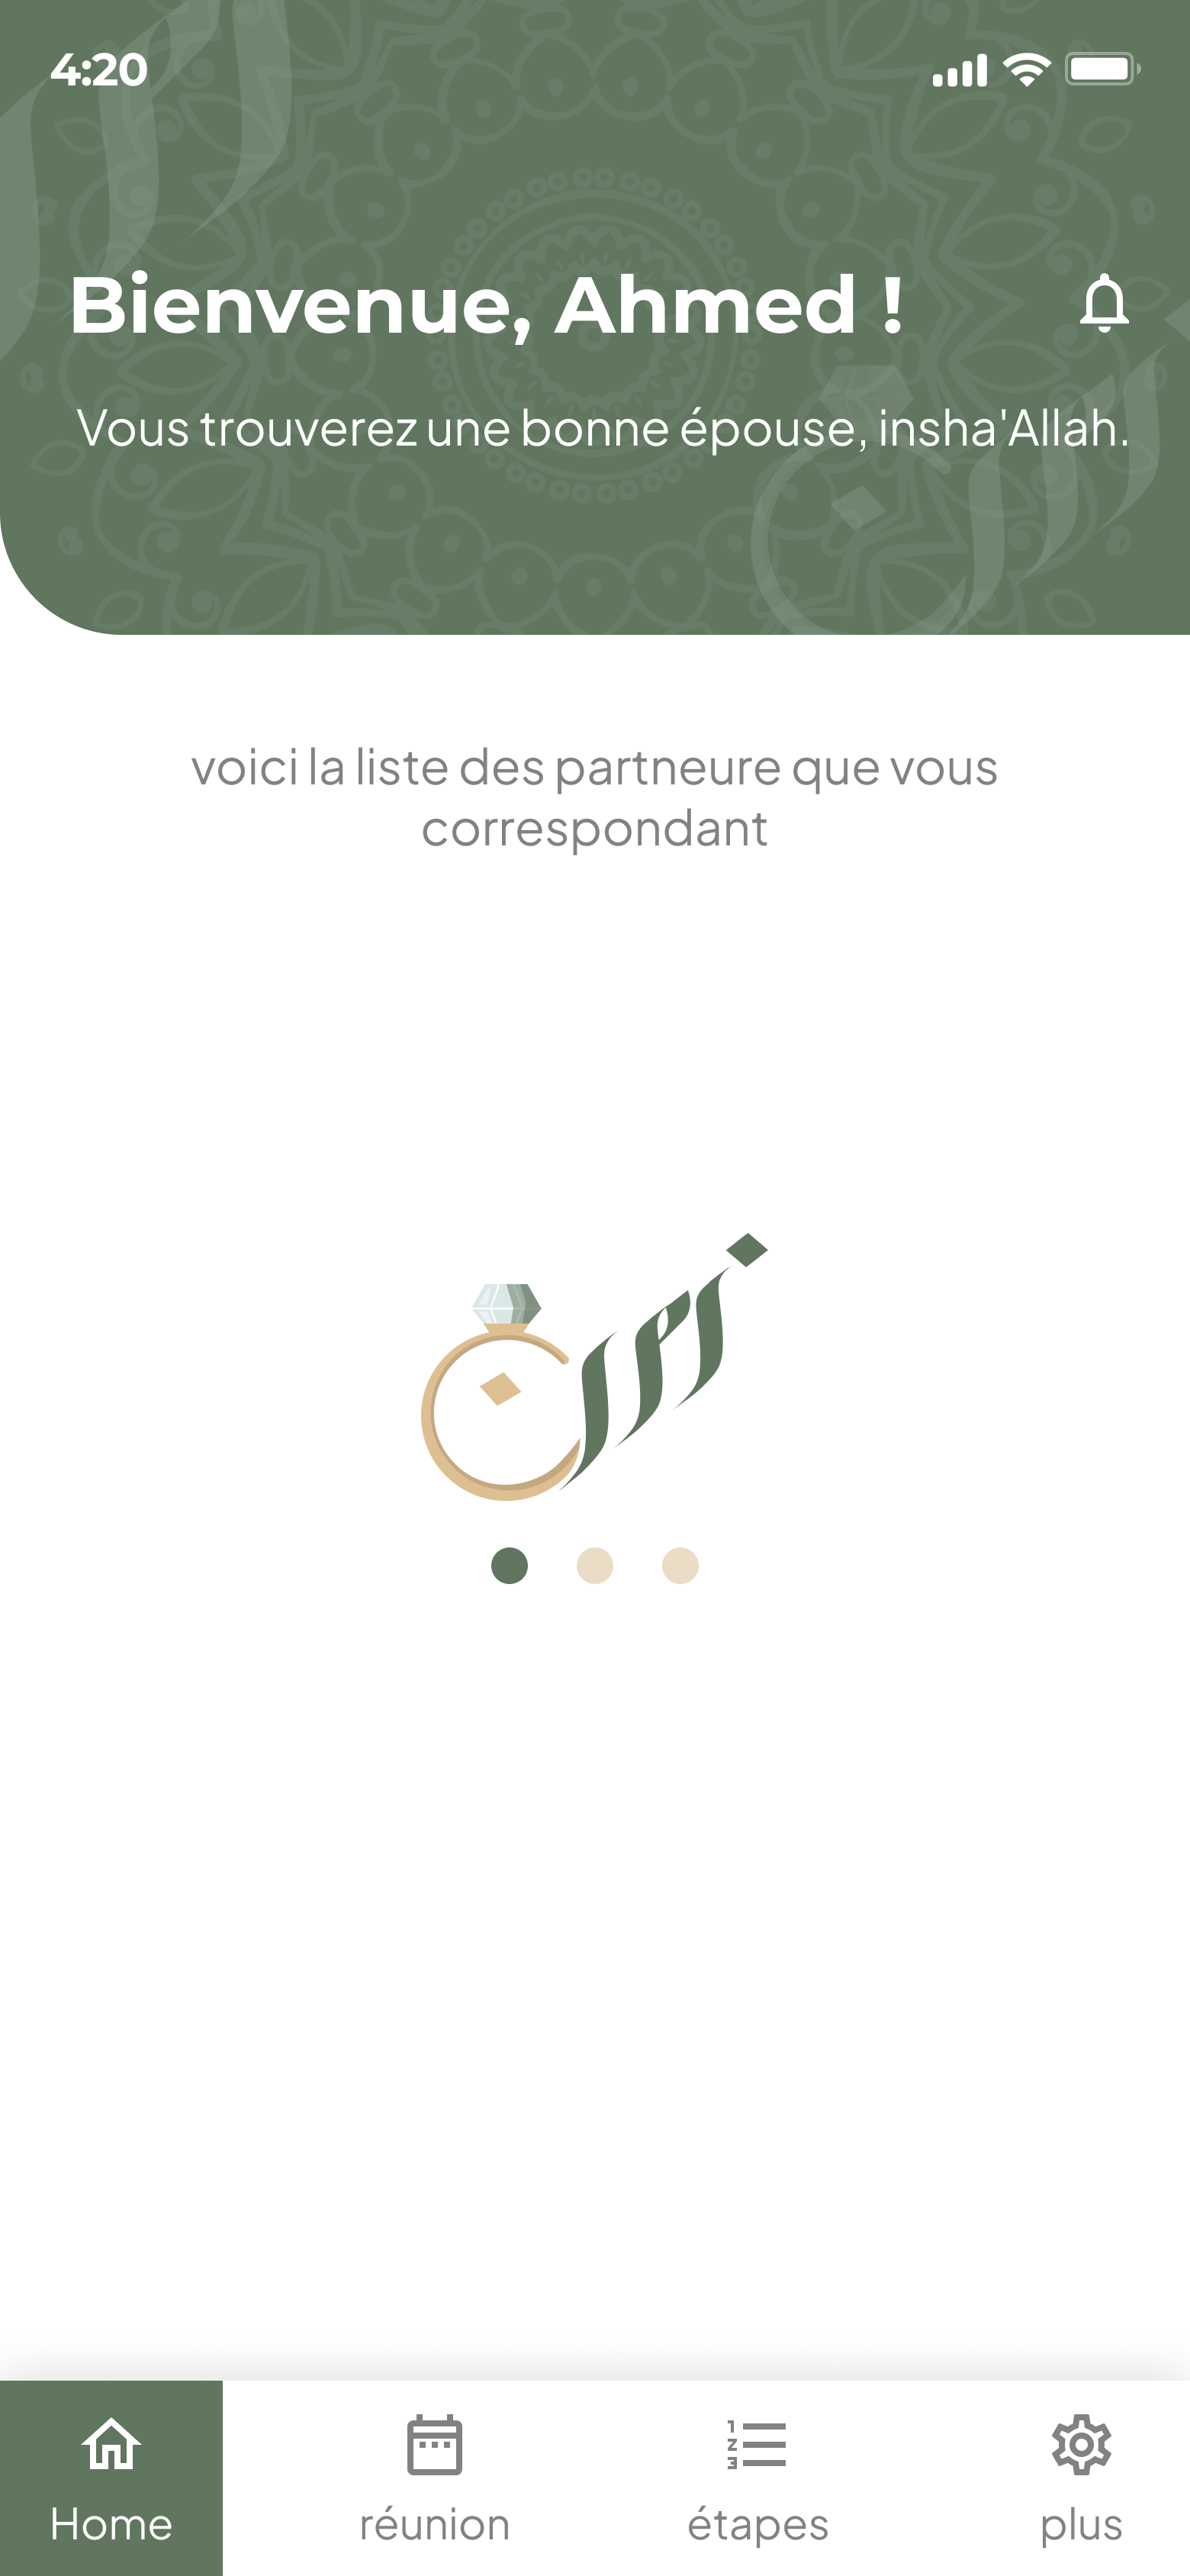 4:20
Bienvenue, Ahmed !
Vous trouverez une bonne épouse, insha'Allah.
voici la liste des partneure que vous
correspondant
Home
réunion
étapes
plus